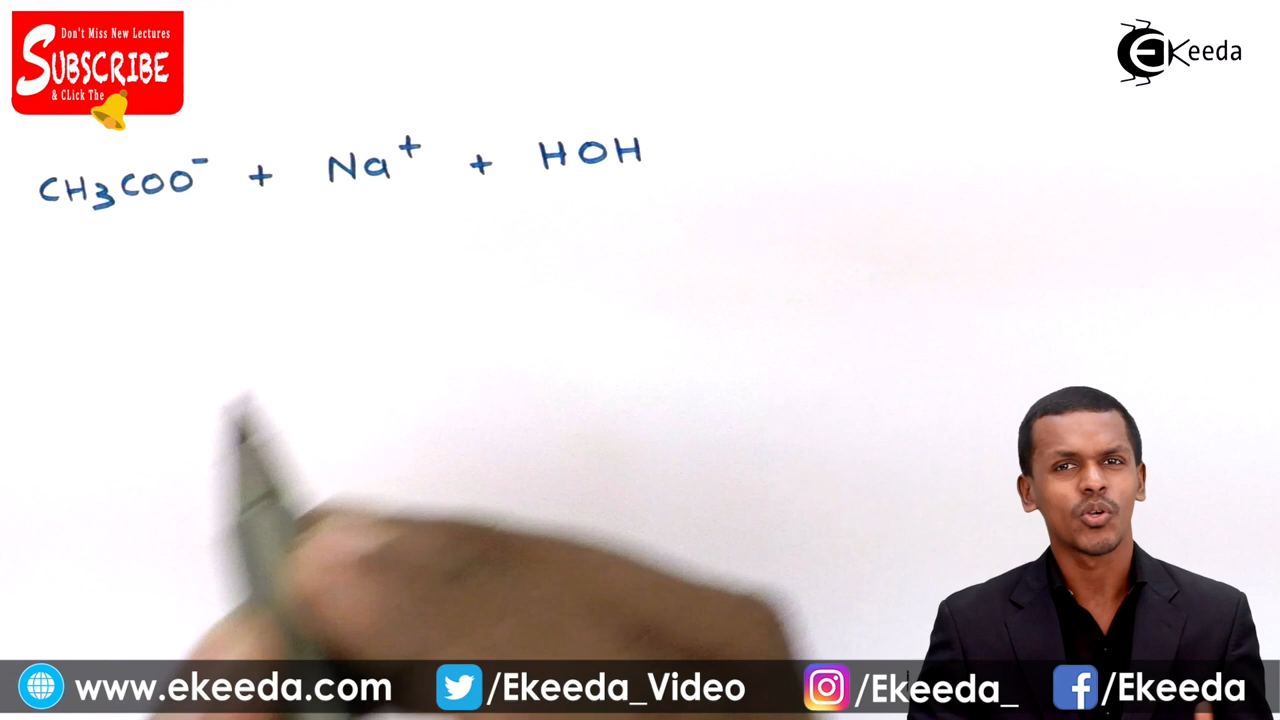 Don't Miss New Lectures
SUBSCRIBE
& CLick The
EKeeda
CH3COO⁻ + Na⁺ + HOH
www.ekeeda.com
/Ekeeda_Video
/Ekeeda_
/Ekeeda